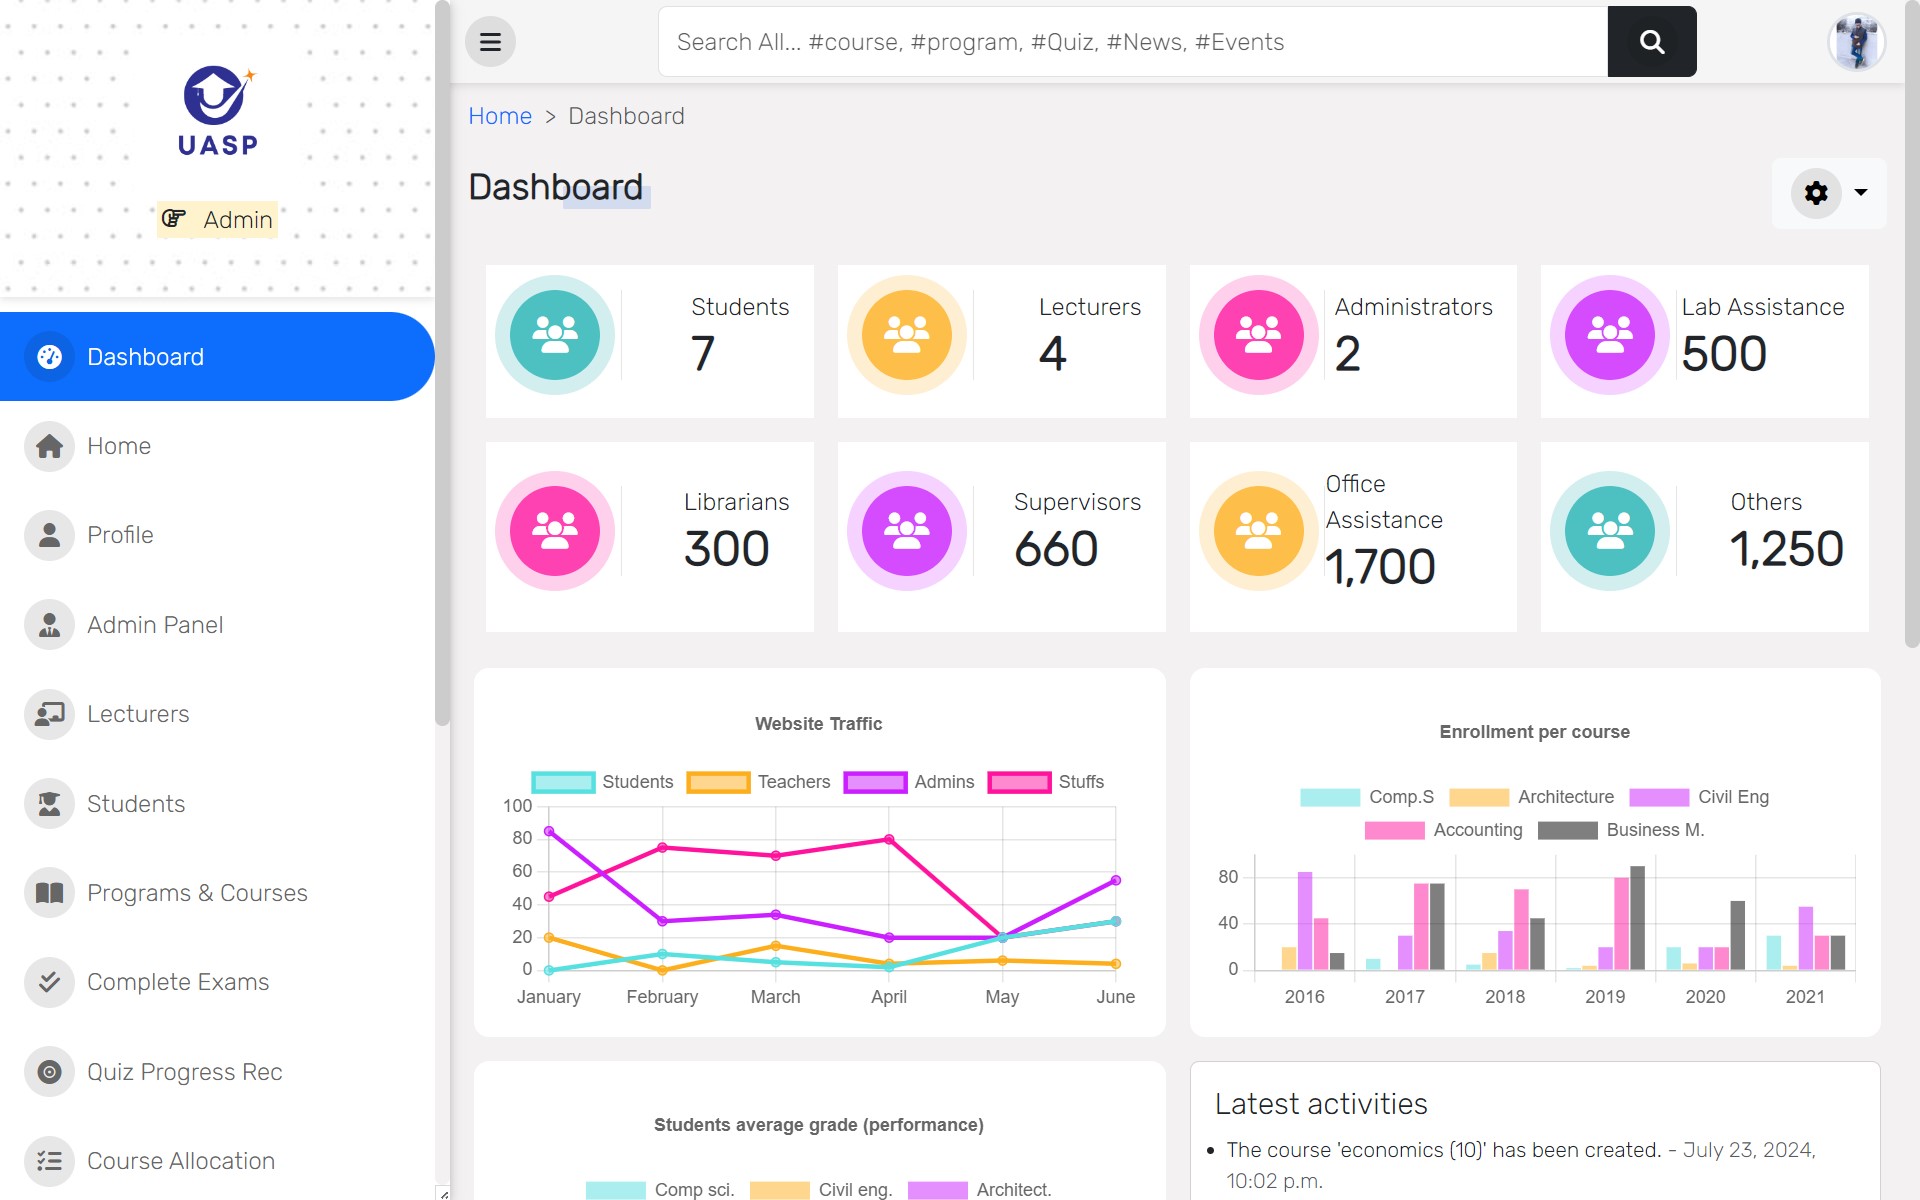 UASP
Admin
Dashboard
Home
Profile
Admin Panel
Lecturers
Students
Programs & Courses
Complete Exams
Quiz Progress Rec
Course Allocation
Search All... #course, #program, #Quiz, #News, #Events
Home > Dashboard
Dashboard
Students
7
Lecturers
4
Administrators
2
Lab Assistance
500
Librarians
300
Supervisors
660
Office
Assistance
1,700
Others
1,250
Website Traffic
Students Teachers Admins Stuffs
100
80
60
40
20
0
January February March April May June
Enrollment per course
Comp.S Architecture Civil Eng
Accounting Business M.
80
40
0
2016 2017 2018 2019 2020 2021
Students average grade (performance)
Comp sci. Civil eng. Architect.
Latest activities
The course 'economics (10)' has been created. - July 23, 2024,
10:02 p.m.